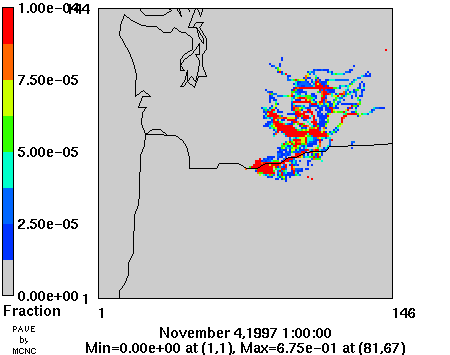 1.00e-04
144
7.50e-05
5.00e-05
2.50e-05
0.00e+00
1
Fraction
1
146
PAVE
by
MCNC
November 4,1997 1:00:00
Min=0.00e+00 at (1,1), Max=6.75e-01 at (81,67)